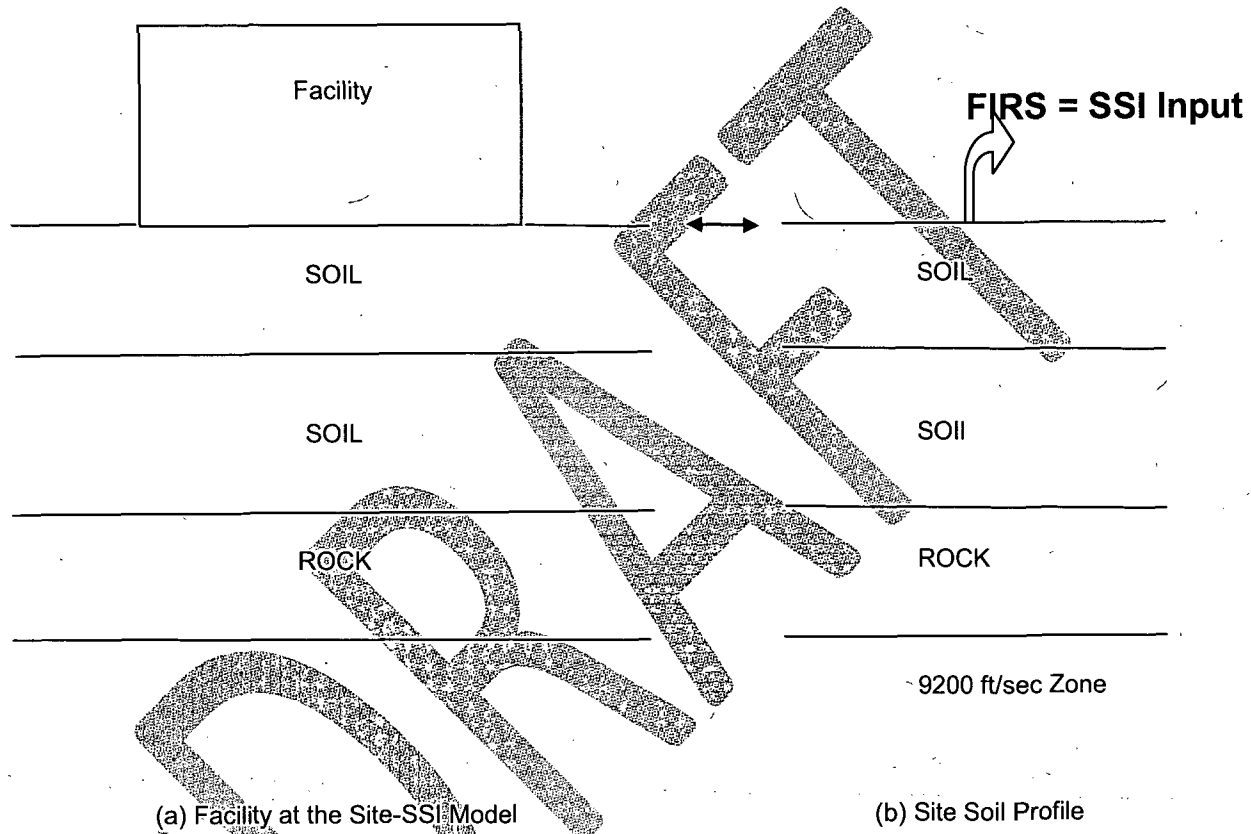 Facility
FIRS = SSI Input
SOIL
SOIL
SOIL
SOII
ROCK
ROCK
9200 ft/sec Zone
(a) Facility at the Site-SSI Model
(b) Site Soil Profile
DRAFT